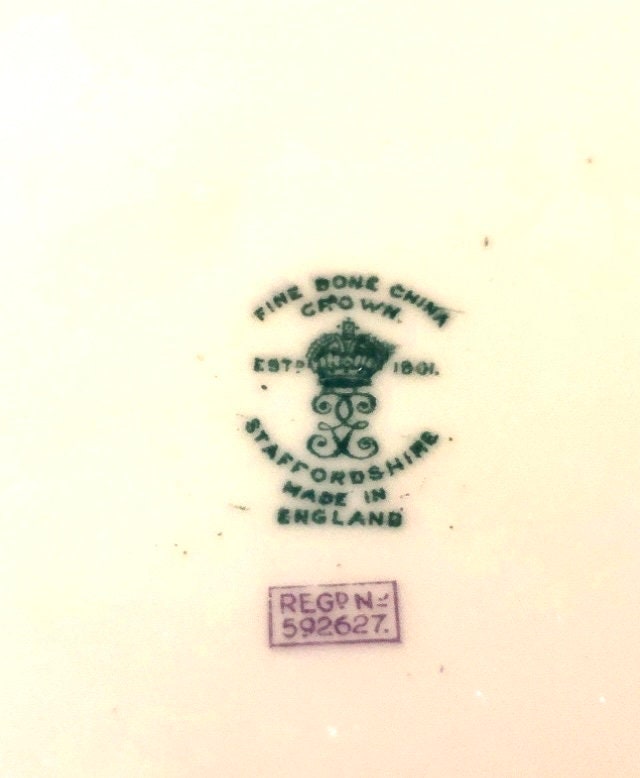 FINE BONE CHINA
CROWN.
ESTD 1801.
STAFFORDSHIRE
MADE IN
ENGLAND
REGD No
592627.